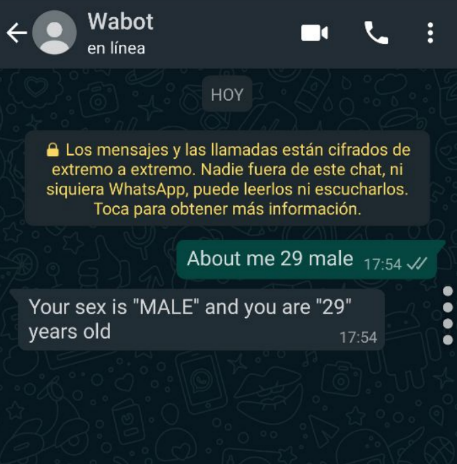 Wabot
en línea
HOY
Los mensajes y las llamadas están cifrados de
extremo a extremo. Nadie fuera de este chat, ni
siquiera WhatsApp, puede leerlos ni escucharlos.
Toca para obtener más información.
About me 29 male 17:54
Your sex is "MALE" and you are "29"
years old
17:54